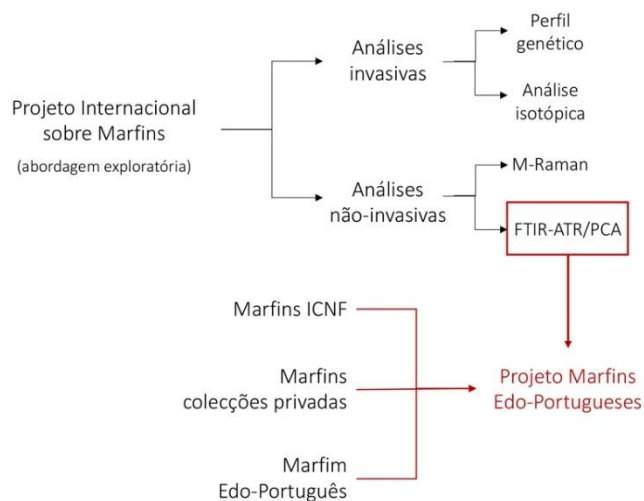 Projeto Internacional
sobre Marfins
(abordagem exploratória)
Análises
invasivas
Perfil
genético
Análise
isotópica
Análises
não-invasivas
M-Raman
FTIR-ATR/PCA
Marfins ICNF
Marfins
colecções privadas
Marfim
Edo-Português
Projeto Marfins
Edo-Portugueses